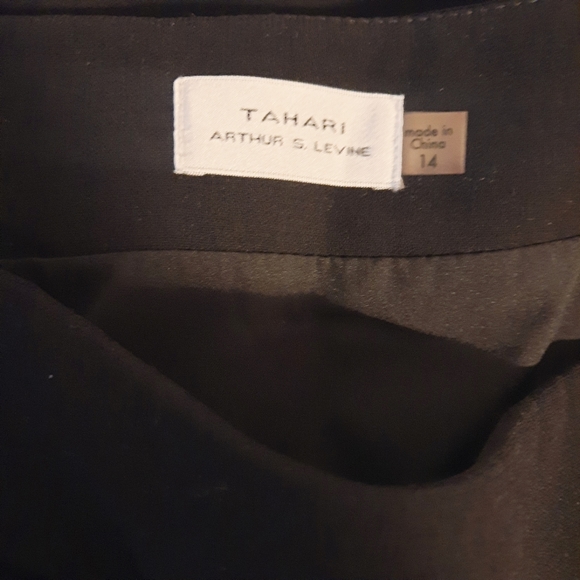 TAHARI
ARTHUR S. LEVINE
made in
China
14